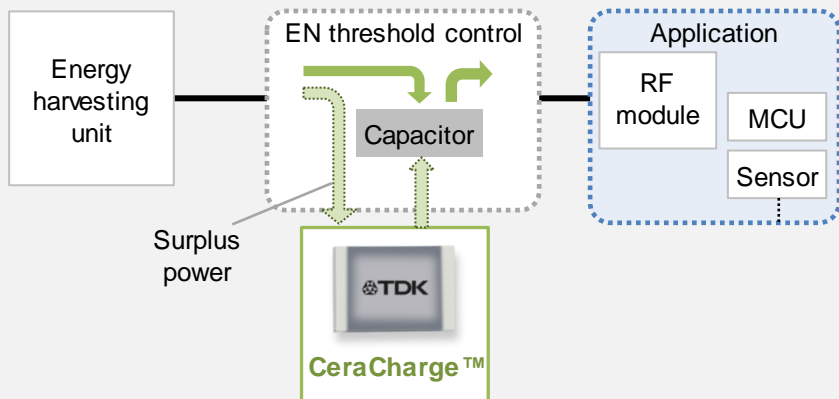 EN threshold control
Application
Energy
harvesting
unit
RF
module
Capacitor
MCU
Sensor
Surplus
power
TDK
CeraCharge™